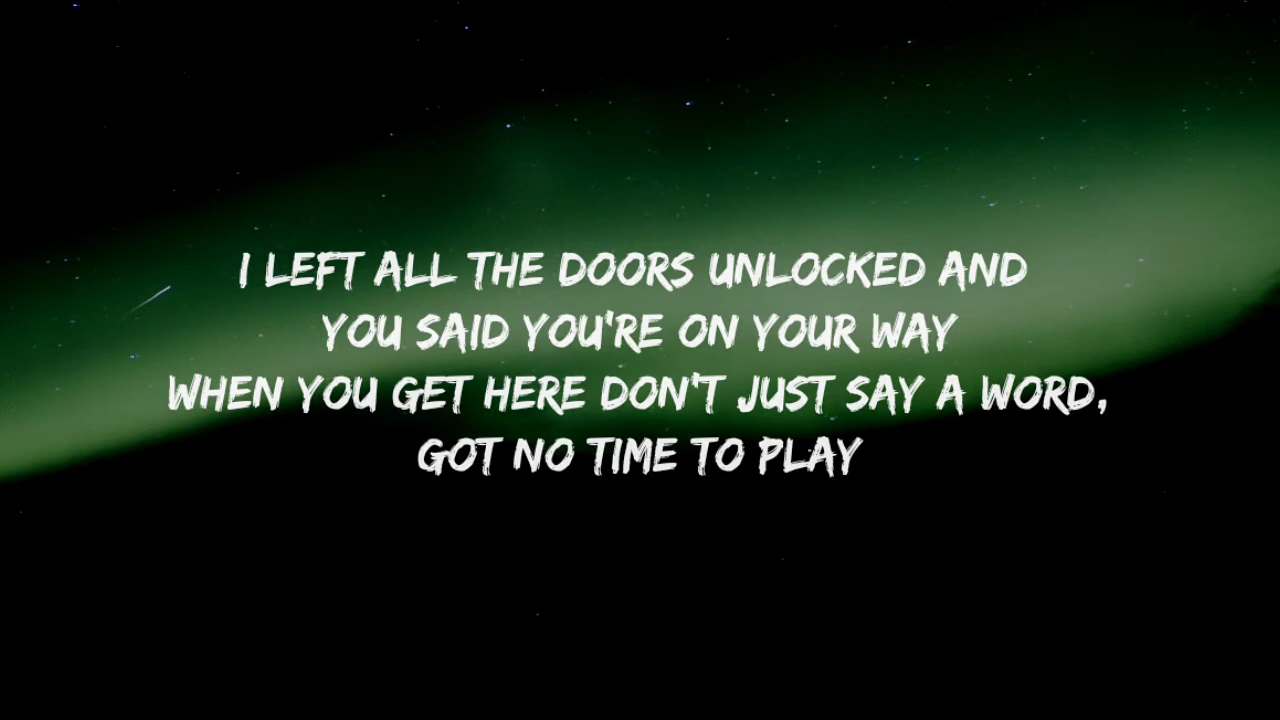 I LEFT ALL THE DOORS UNLOCKED AND
YOU SAID YOU'RE ON YOUR WAY
WHEN YOU GET HERE DON'T JUST SAY A WORD,
GOT NO TIME TO PLAY